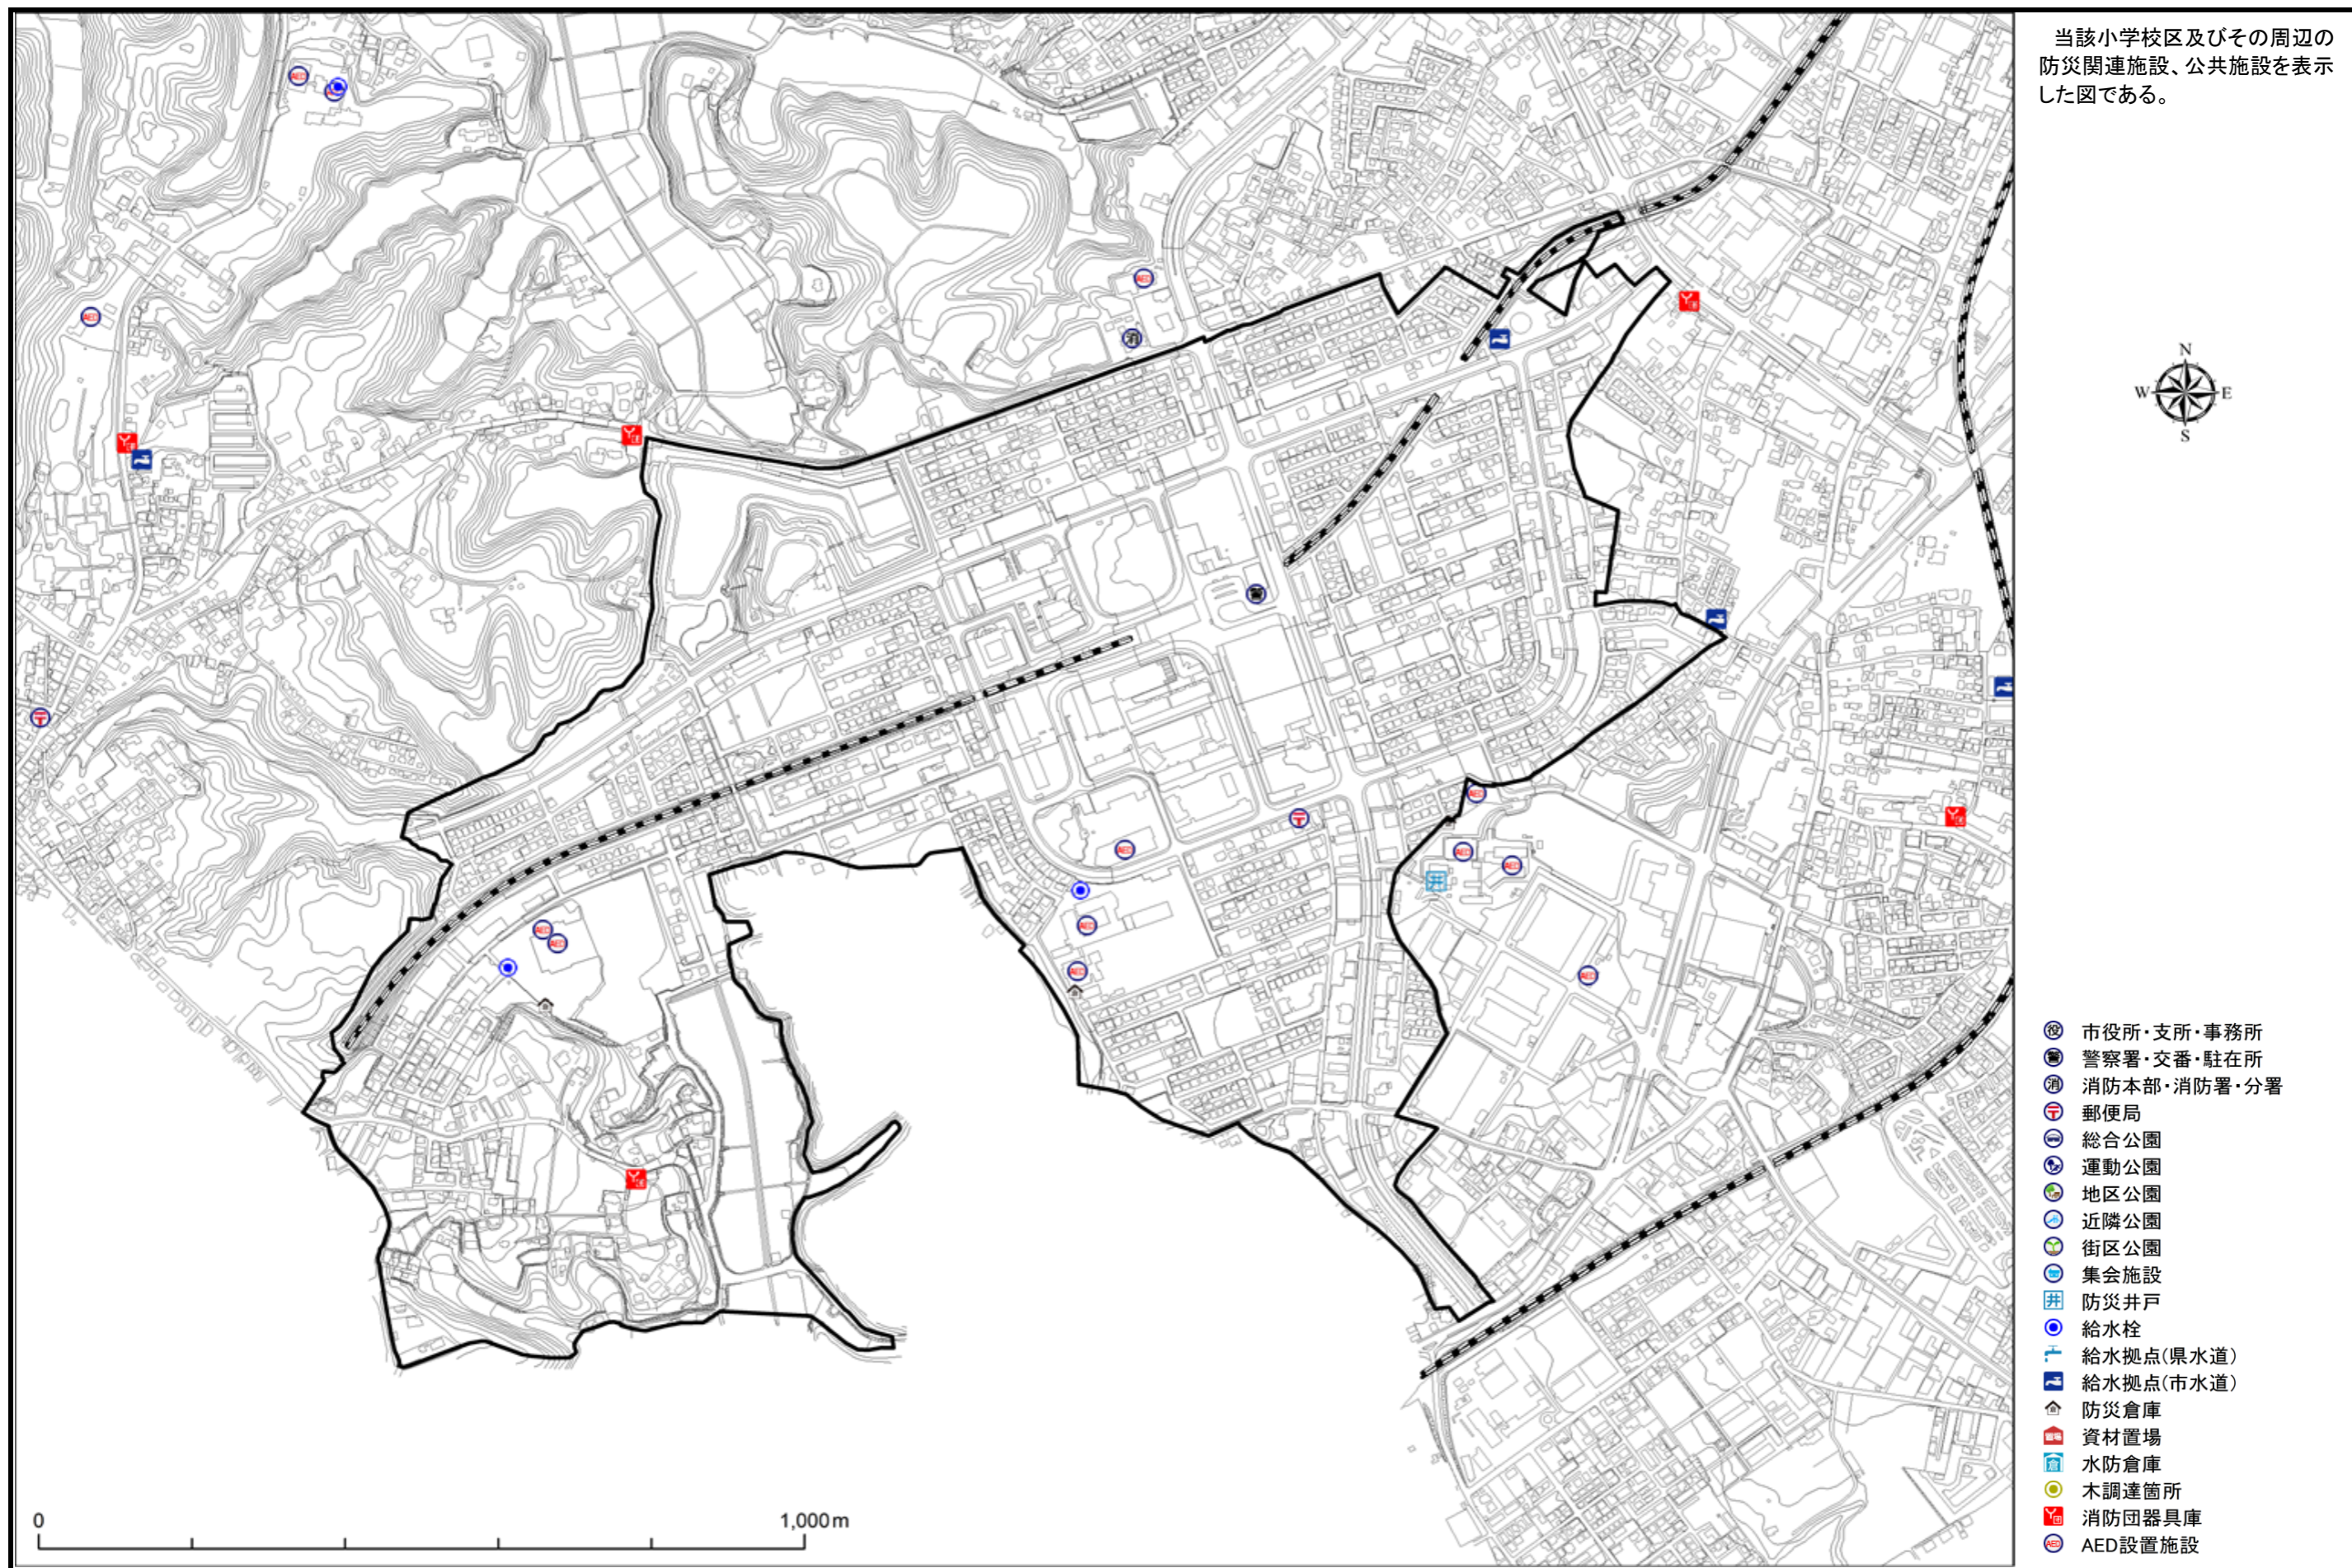 当該小学校区及びその周辺の
防災関連施設、公共施設を表示
した図である。
N
W E
S
市役所・支所・事務所
警察署・交番・駐在所
消防本部・消防署・分署
郵便局
総合公園
運動公園
地区公園
近隣公園
街区公園
集会施設
井 防災井戸
給水栓
給水拠点(県水道)
給水拠点(市水道)
防災倉庫
資材置場
水防倉庫
木調達箇所
消防団器具庫
AED AED設置施設
0 1,000m